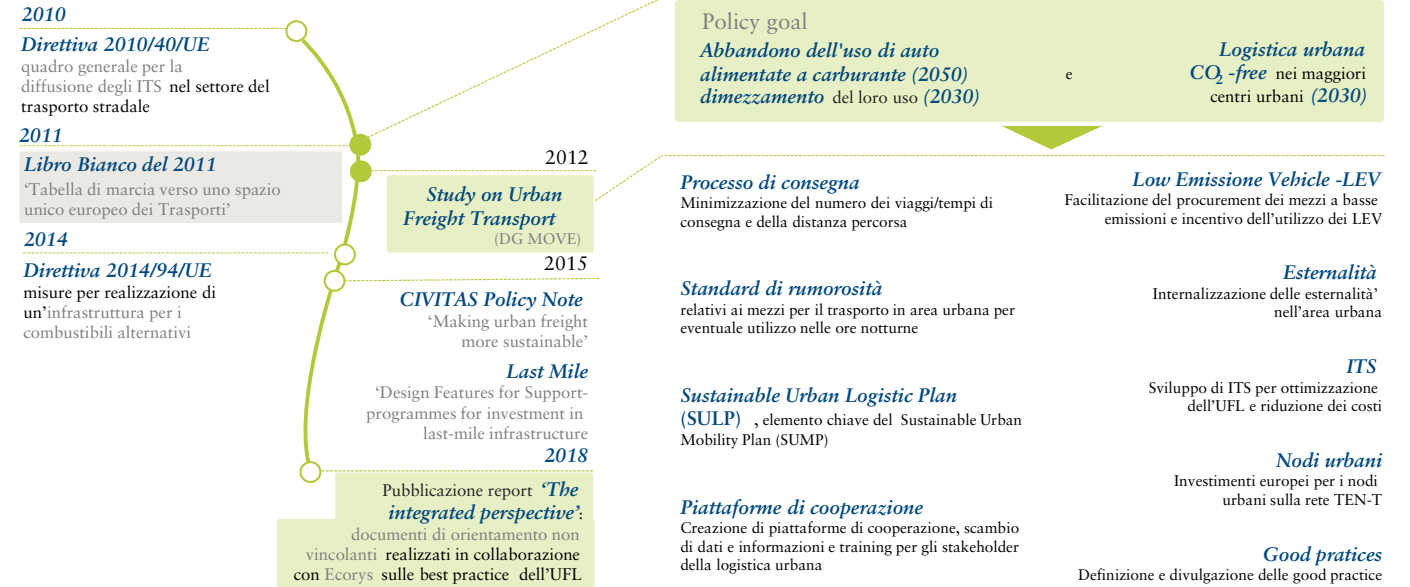 2010
Direttiva 2010/40/UE
quadro generale per la
diffusione degli ITS nel settore del
trasporto stradale
2011
Libro Bianco del 2011
‘Tabella di marcia verso uno spazio
unico europeo dei Trasporti’
2012
Study on Urban
Freight Transport
(DG MOVE)
2014
Direttiva 2014/94/UE
misure per realizzazione di
un’infrastruttura per i
combustibili alternativi
2015
CIVITAS Policy Note
‘Making urban freight
more sustainable’
Last Mile
‘Design Features for Support-
programmes for investment in
last-mile infrastructure
2018
Pubblicazione report ‘The
integrated perspective’:
documenti di orientamento non
vincolanti realizzati in collaborazione
con Ecorys sulle best practice dell’UFL
Policy goal
Abbandono dell'uso di auto
alimentate a carburante (2050)
dimezzamento del loro uso (2030)
e
Logistica urbana
CO2 -free nei maggiori
centri urbani (2030)
Processo di consegna
Minimizzazione del numero dei viaggi/tempi di
consegna e della distanza percorsa
Standard di rumorosità
relativi ai mezzi per il trasporto in area urbana per
eventuale utilizzo nelle ore notturne
Sustainable Urban Logistic Plan
(SULP) , elemento chiave del Sustainable Urban
Mobility Plan (SUMP)
Piattaforme di cooperazione
Creazione di piattaforme di cooperazione, scambio
di dati e informazioni e training per gli stakeholder
della logistica urbana
Low Emissione Vehicle -LEV
Facilitazione del procurement dei mezzi a basse
emissioni e incentivo dell’utilizzo dei LEV
Esternalità
Internalizzazione delle esternalità’
nell’area urbana
ITS
Sviluppo di ITS per ottimizzazione
dell’UFL e riduzione dei costi
Nodi urbani
Investimenti europei per i nodi
urbani sulla rete TEN-T
Good pratices
Definizione e divulgazione delle good practice